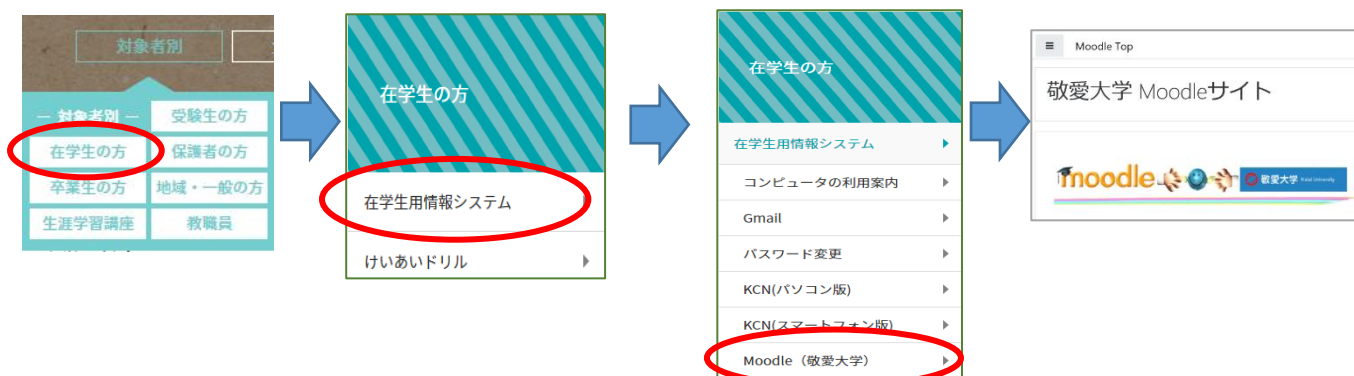 対象者別
— 対象者別 —
受験生の方
在学生の方
保護者の方
卒業生の方
地域・一般の方
生涯学習講座
教職員
在学生の方
在学生用情報システム
けいあいドリル
在学生の方
在学生用情報システム
コンピュータの利用案内
Gmail
パスワード変更
KCN(パソコン版)
KCN(スマートフォン版)
Moodle（敬愛大学）
Moodle Top
敬愛大学 Moodleサイト
moodle
敬愛大学